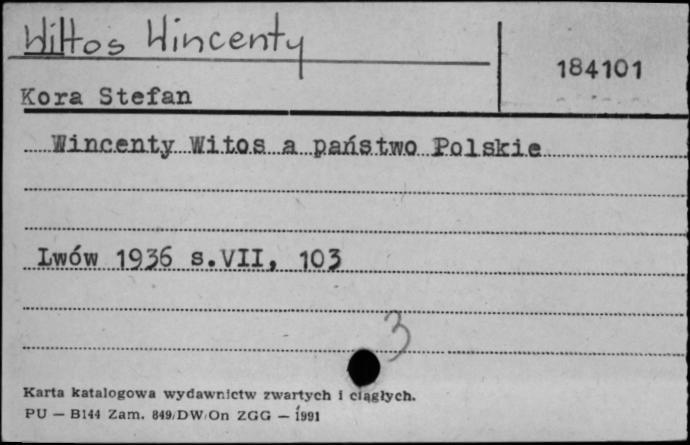 Wittos Wincenty
184101
Kora Stefan
Wincenty Witos a państwo Polskie
Lwów 1936 s.VII, 103
3
Karta katalogowa wydawnictw zwartych i ciągłych.
PU — B144 Zam. 849/DW/On ZGG — 1991